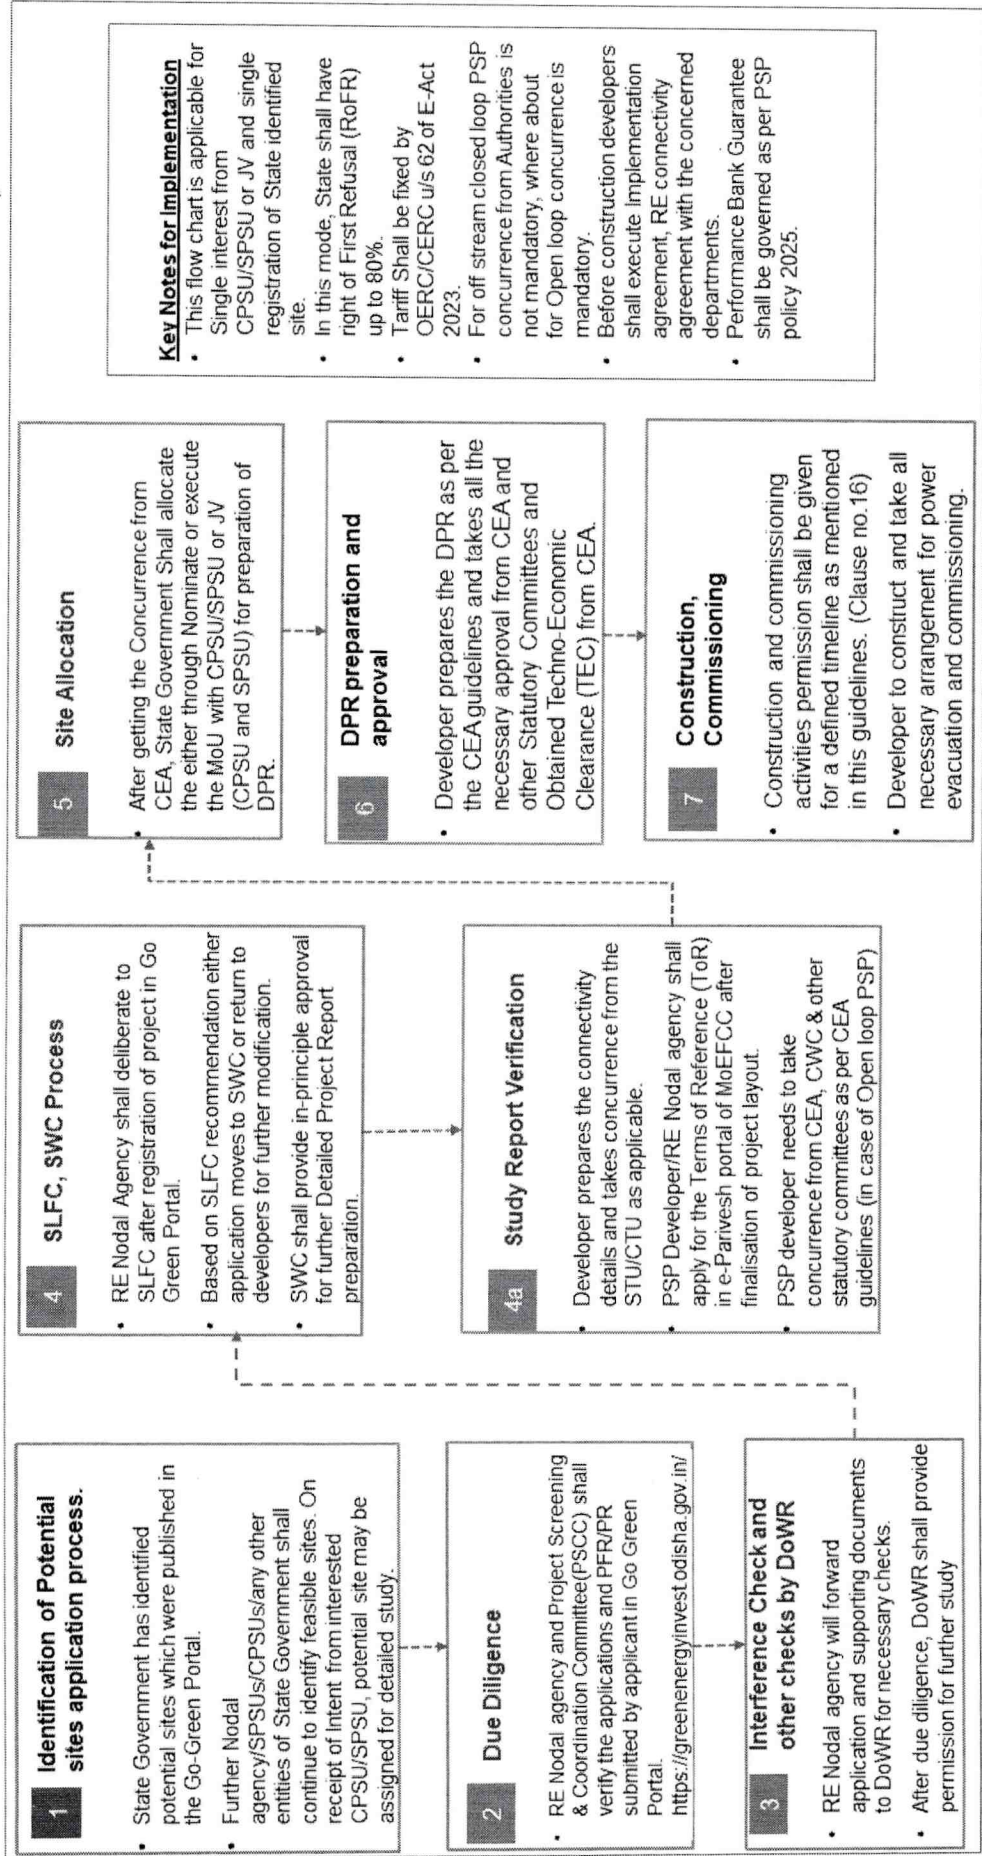 1
Identification of Potential
sites application process.
• State Government has identified
potential sites which were published in
the Go-Green Portal.
• Further Nodal
agency/SPSUs/CPSUs/any other
entities of State Government shall
continue to identify feasible sites. On
receipt of Intent from interested
CPSU/SPSU, potential site may be
assigned for detailed study.
2
Due Diligence
• RE Nodal agency and Project Screening
& Coordination Committee(PSCC) shall
verify the applications and PFR/PR
submitted by applicant in Go Green
Portal.
https://greenenergyinvest.odisha.gov.in/
3
Interference Check and
other checks by DoWR
• RE Nodal agency will forward
application and supporting documents
to DoWR for necessary checks.
• After due diligence, DoWR shall provide
permission for further study
4
SLFC, SWC Process
• RE Nodal Agency shall deliberate to
SLFC after registration of project in Go
Green Portal.
• Based on SLFC recommendation either
application moves to SWC or return to
developers for further modification.
• SWC shall provide in-principle approval
for further Detailed Project Report
preparation.
4a
Study Report Verification
• Developer prepares the connectivity
details and takes concurrence from the
STU/CTU as applicable.
• PSP Developer/RE Nodal agency shall
apply for the Terms of Reference (ToR)
in e-Parivesh portal of MoEFCC after
finalisation of project layout.
• PSP developer needs to take
concurrence from CEA, CWC & other
statutory committees as per CEA
guidelines (in case of Open loop PSP)
5
Site Allocation
• After getting the Concurrence from
CEA, State Government Shall allocate
the either through Nominate or execute
the MoU with CPSU/SPSU or JV
(CPSU and SPSU) for preparation of
DPR.
6
DPR preparation and
approval
• Developer prepares the DPR as per
the CEA guidelines and takes all the
necessary approval from CEA and
other Statutory Committees and
Obtained Techno-Economic
Clearance (TEC) from CEA.
7
Construction,
Commissioning
• Construction and commissioning
activities permission shall be given
for a defined timeline as mentioned
in this guidelines. (Clause no.16)
• Developer to construct and take all
necessary arrangement for power
evacuation and commissioning.
Key Notes for Implementation
• This flow chart is applicable for
Single interest from
CPSU/SPSU or JV and single
registration of State identified
site.
• In this mode, State shall have
right of First Refusal (RoFR)
up to 80%.
• Tariff Shall be fixed by
OERC/CERC u/s 62 of E-Act
2023.
• For off stream closed loop PSP
concurrence from Authorities is
not mandatory, where about
for Open loop concurrence is
mandatory.
• Before construction developers
shall execute Implementation
agreement, RE connectivity
agreement with the concerned
departments.
• Performance Bank Guarantee
shall be governed as per PSP
policy 2025.